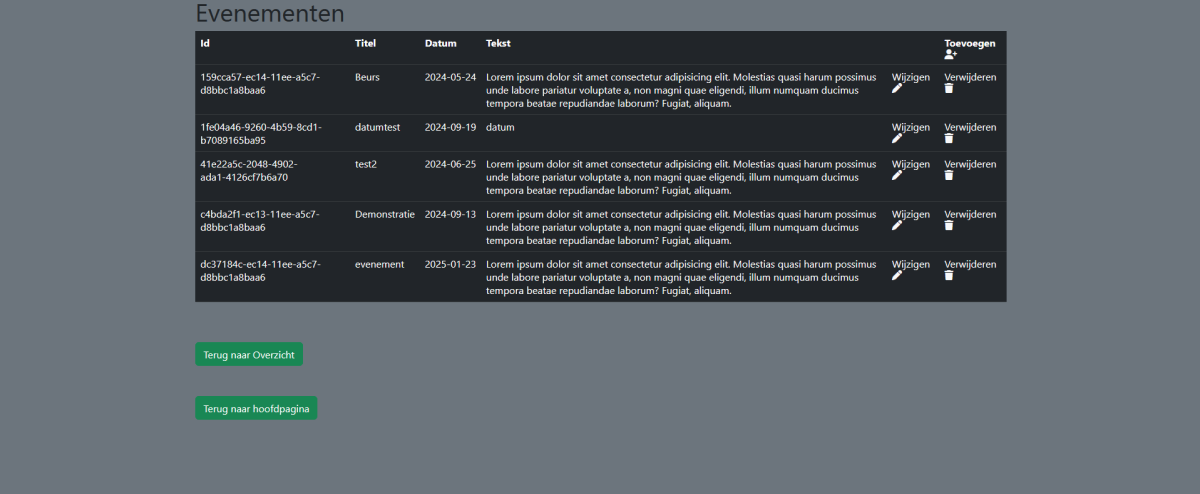 Evenementen
Id Titel Datum Tekst Toevoegen
159cca57-ec14-11ee-a5c7- Beurs 2024-05-24 Lorem ipsum dolor sit amet consectetur adipisicing elit. Molestias quasi harum possimus Wijzigen Verwijderen
d8bbc1a8baa6 unde labore pariatur voluptate a, non magni quae eligendi, illum numquam ducimus
tempora beatae repudiandae laborum? Fugiat, aliquam.
1fe04a46-9260-4b59-8cd1- datumtest 2024-09-19 datum Wijzigen Verwijderen
b7089165ba95
41e22a5c-2048-4902- test2 2024-06-25 Lorem ipsum dolor sit amet consectetur adipisicing elit. Molestias quasi harum possimus Wijzigen Verwijderen
ada1-4126cf7b6a70 unde labore pariatur voluptate a, non magni quae eligendi, illum numquam ducimus
tempora beatae repudiandae laborum? Fugiat, aliquam.
c4bda2f1-ec13-11ee-a5c7- Demonstratie 2024-09-13 Lorem ipsum dolor sit amet consectetur adipisicing elit. Molestias quasi harum possimus Wijzigen Verwijderen
d8bbc1a8baa6 unde labore pariatur voluptate a, non magni quae eligendi, illum numquam ducimus
tempora beatae repudiandae laborum? Fugiat, aliquam.
dc37184c-ec14-11ee-a5c7- evenement 2025-01-23 Lorem ipsum dolor sit amet consectetur adipisicing elit. Molestias quasi harum possimus Wijzigen Verwijderen
d8bbc1a8baa6 unde labore pariatur voluptate a, non magni quae eligendi, illum numquam ducimus
tempora beatae repudiandae laborum? Fugiat, aliquam.
Terug naar Overzicht
Terug naar hoofdpagina